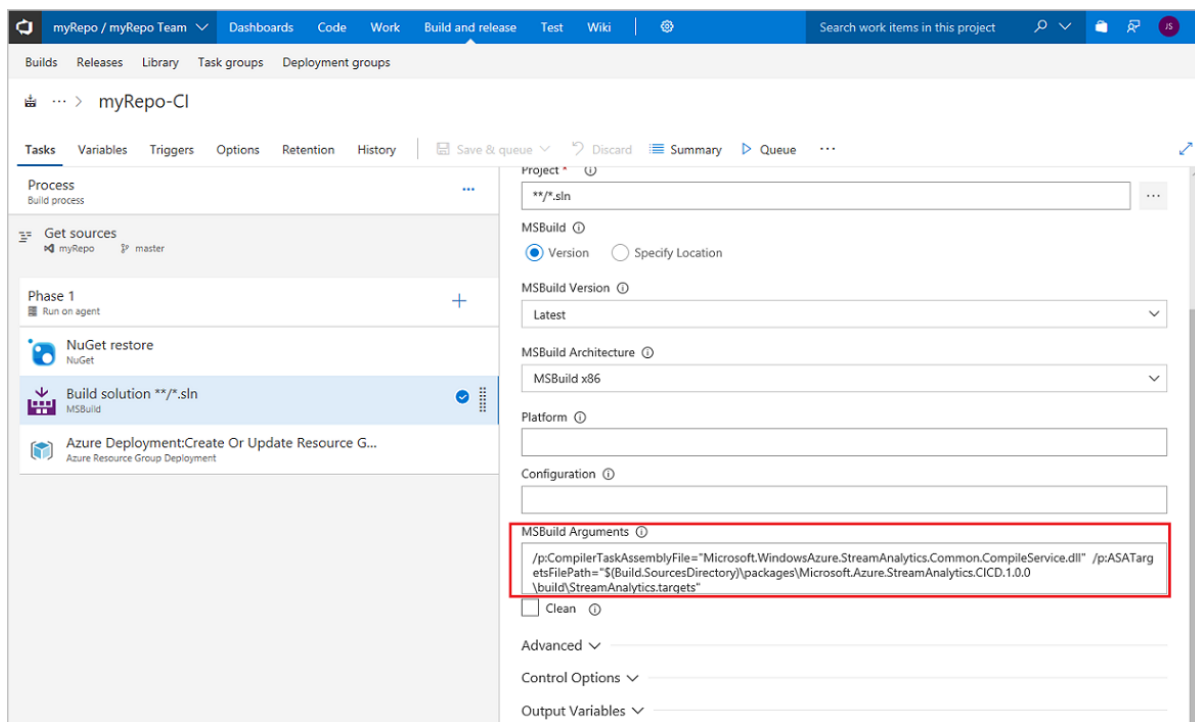 myRepo / myRepo Team Dashboards Code Work Build and release Test Wiki Search work items in this project JS
Builds Releases Library Task groups Deployment groups
... > myRepo-CI
Tasks Variables Triggers Options Retention History Save & queue Discard Summary Queue ...
Process
Build process
Get sources
myRepo master
Phase 1
Run on agent
NuGet restore
NuGet
Build solution **/*.sln
MSBuild
Azure Deployment:Create Or Update Resource G...
Azure Resource Group Deployment
Project *
**/*.sln
MSBuild
Version Specify Location
MSBuild Version
Latest
MSBuild Architecture
MSBuild x86
Platform
Configuration
MSBuild Arguments
/p:CompilerTaskAssemblyFile="Microsoft.WindowsAzure.StreamAnalytics.Common.CompileService.dll" /p:ASATarg
etsFilePath="$(Build.SourcesDirectory)\packages\Microsoft.Azure.StreamAnalytics.CICD.1.0.0
\build\StreamAnalytics.targets"
Clean
Advanced
Control Options
Output Variables